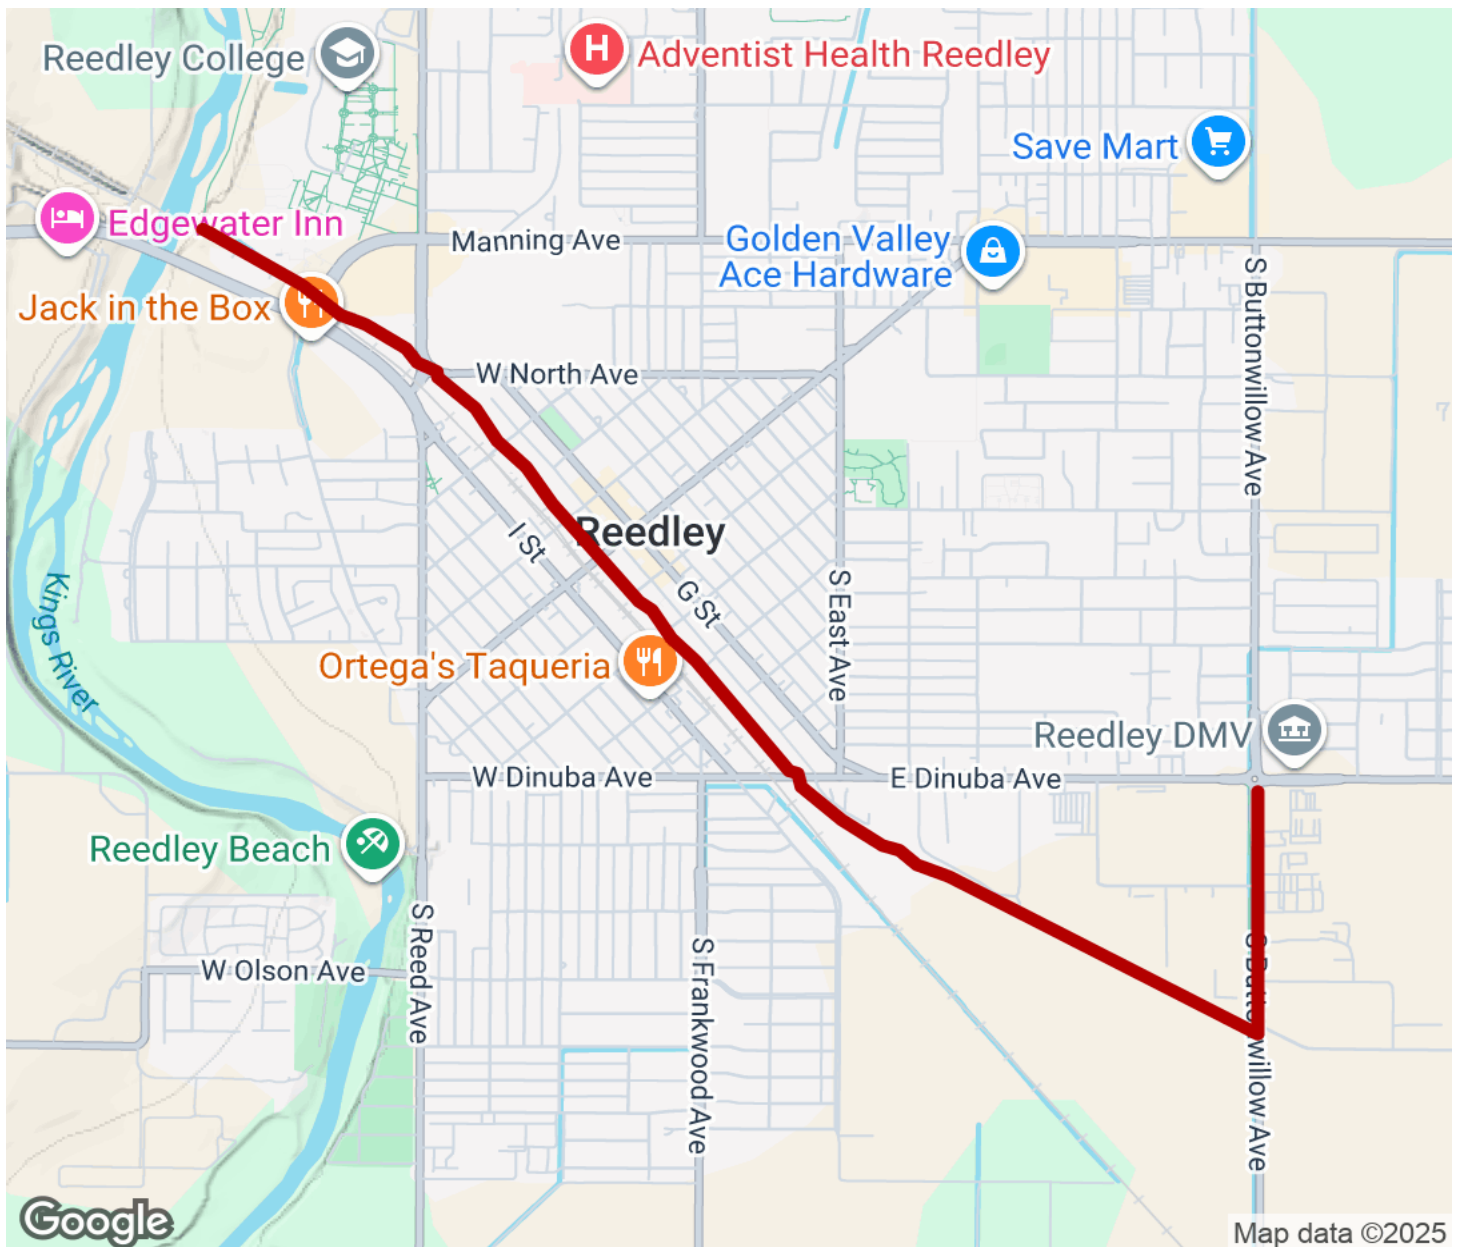 Reedley College
Adventist Health Reedley
Save Mart
Edgewater Inn
Manning Ave
Golden Valley
Ace Hardware
Jack in the Box
S Buttonwillow Ave
W North Ave
Reedley
I St
G St
S East Ave
Kings River
Ortega's Taqueria
Reedley DMV
W Dinuba Ave
E Dinuba Ave
Reedley Beach
S Reed Ave
W Olson Ave
S Frankwood Ave
S Buttonwillow Ave
Google
Map data ©2025